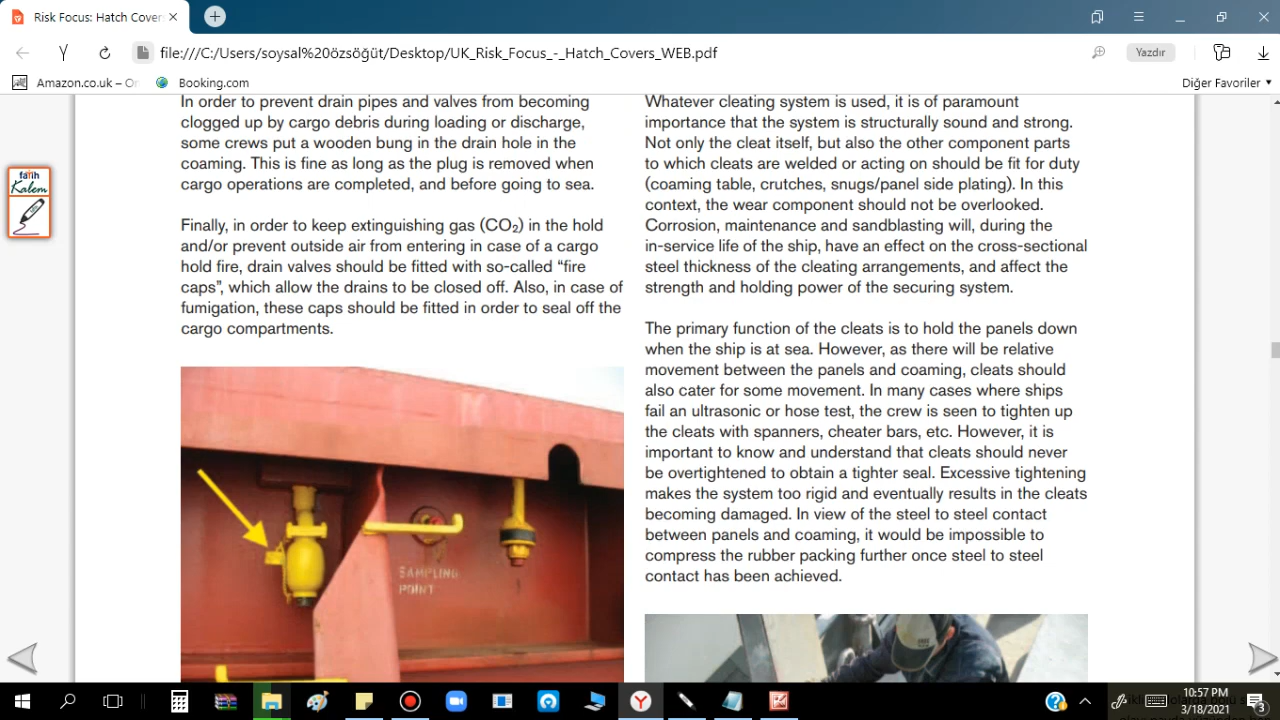 Risk Focus: Hatch Cover
file:///C:/Users/soysal%20özsöğüt/Desktop/UK_Risk_Focus_-_Hatch_Covers_WEB.pdf
Yazdır
Amazon.co.uk – Or
Booking.com
Diğer Favoriler
fatih
Kalem
In order to prevent drain pipes and valves from becoming
clogged up by cargo debris during loading or discharge,
some crews put a wooden bung in the drain hole in the
coaming. This is fine as long as the plug is removed when
cargo operations are completed, and before going to sea.
Finally, in order to keep extinguishing gas (CO₂) in the hold
and/or prevent outside air from entering in case of a cargo
hold fire, drain valves should be fitted with so-called “fire
caps”, which allow the drains to be closed off. Also, in case of
fumigation, these caps should be fitted in order to seal off the
cargo compartments.
SAMPLING
POINT
Whatever cleating system is used, it is of paramount
importance that the system is structurally sound and strong.
Not only the cleat itself, but also the other component parts
to which cleats are welded or acting on should be fit for duty
(coaming table, crutches, snugs/panel side plating). In this
context, the wear component should not be overlooked.
Corrosion, maintenance and sandblasting will, during the
in-service life of the ship, have an effect on the cross-sectional
steel thickness of the cleating arrangements, and affect the
strength and holding power of the securing system.
The primary function of the cleats is to hold the panels down
when the ship is at sea. However, as there will be relative
movement between the panels and coaming, cleats should
also cater for some movement. In many cases where ships
fail an ultrasonic or hose test, the crew is seen to tighten up
the cleats with spanners, cheater bars, etc. However, it is
important to know and understand that cleats should never
be overtightened to obtain a tighter seal. Excessive tightening
makes the system too rigid and eventually results in the cleats
becoming damaged. In view of the steel to steel contact
between panels and coaming, it would be impossible to
compress the rubber packing further once steel to steel
contact has been achieved.
10:57 PM
3/18/2021
3